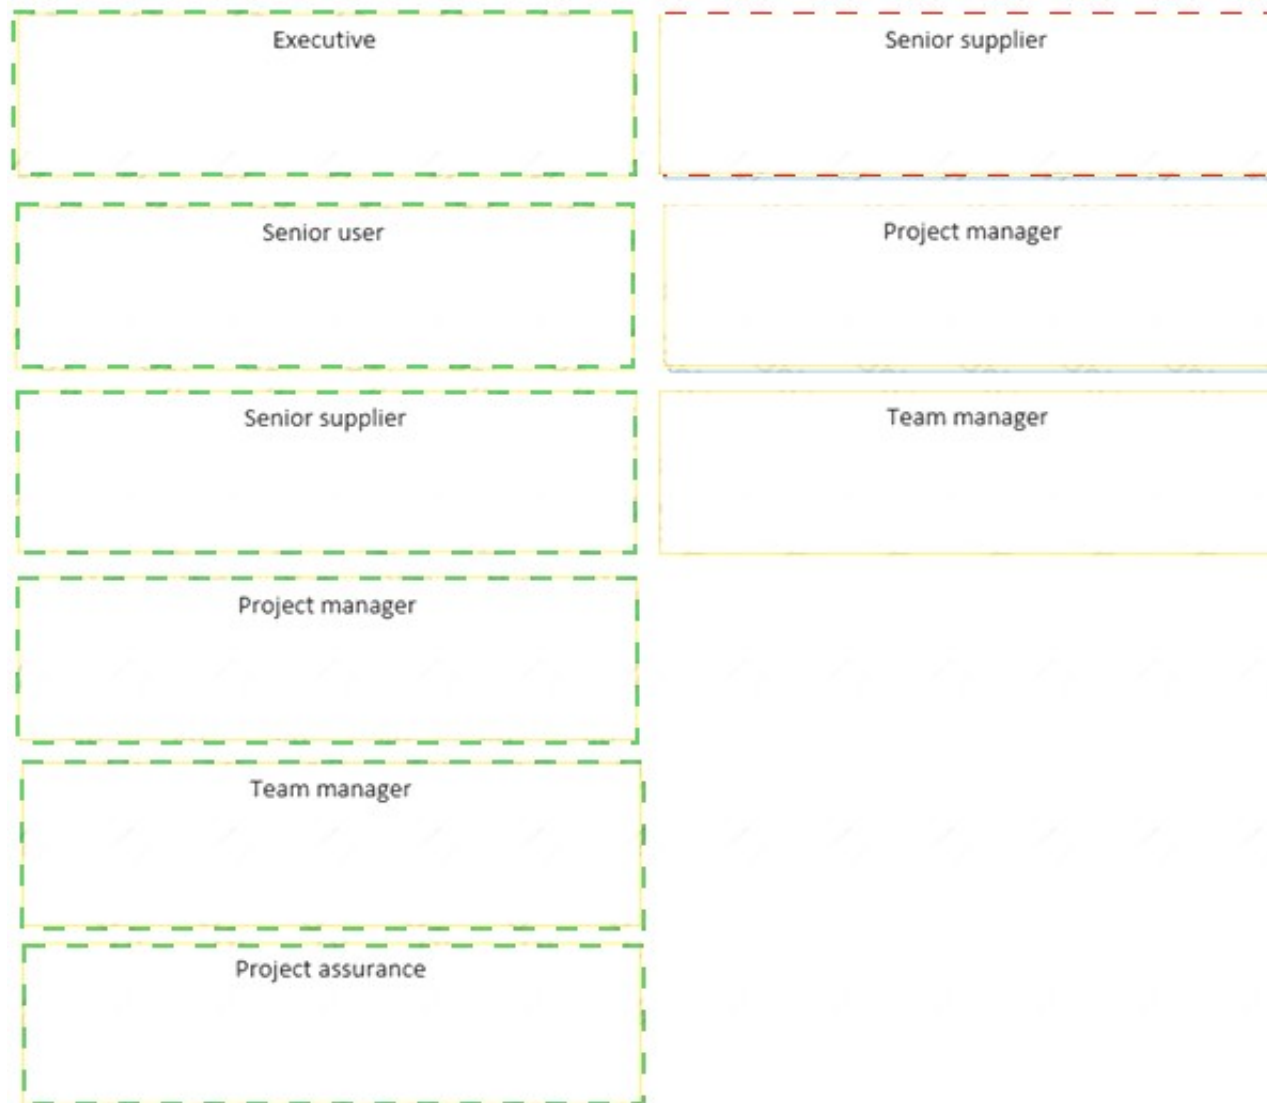 Executive
Senior supplier
Senior user
Project manager
Senior supplier
Team manager
Project manager
Team manager
Project assurance